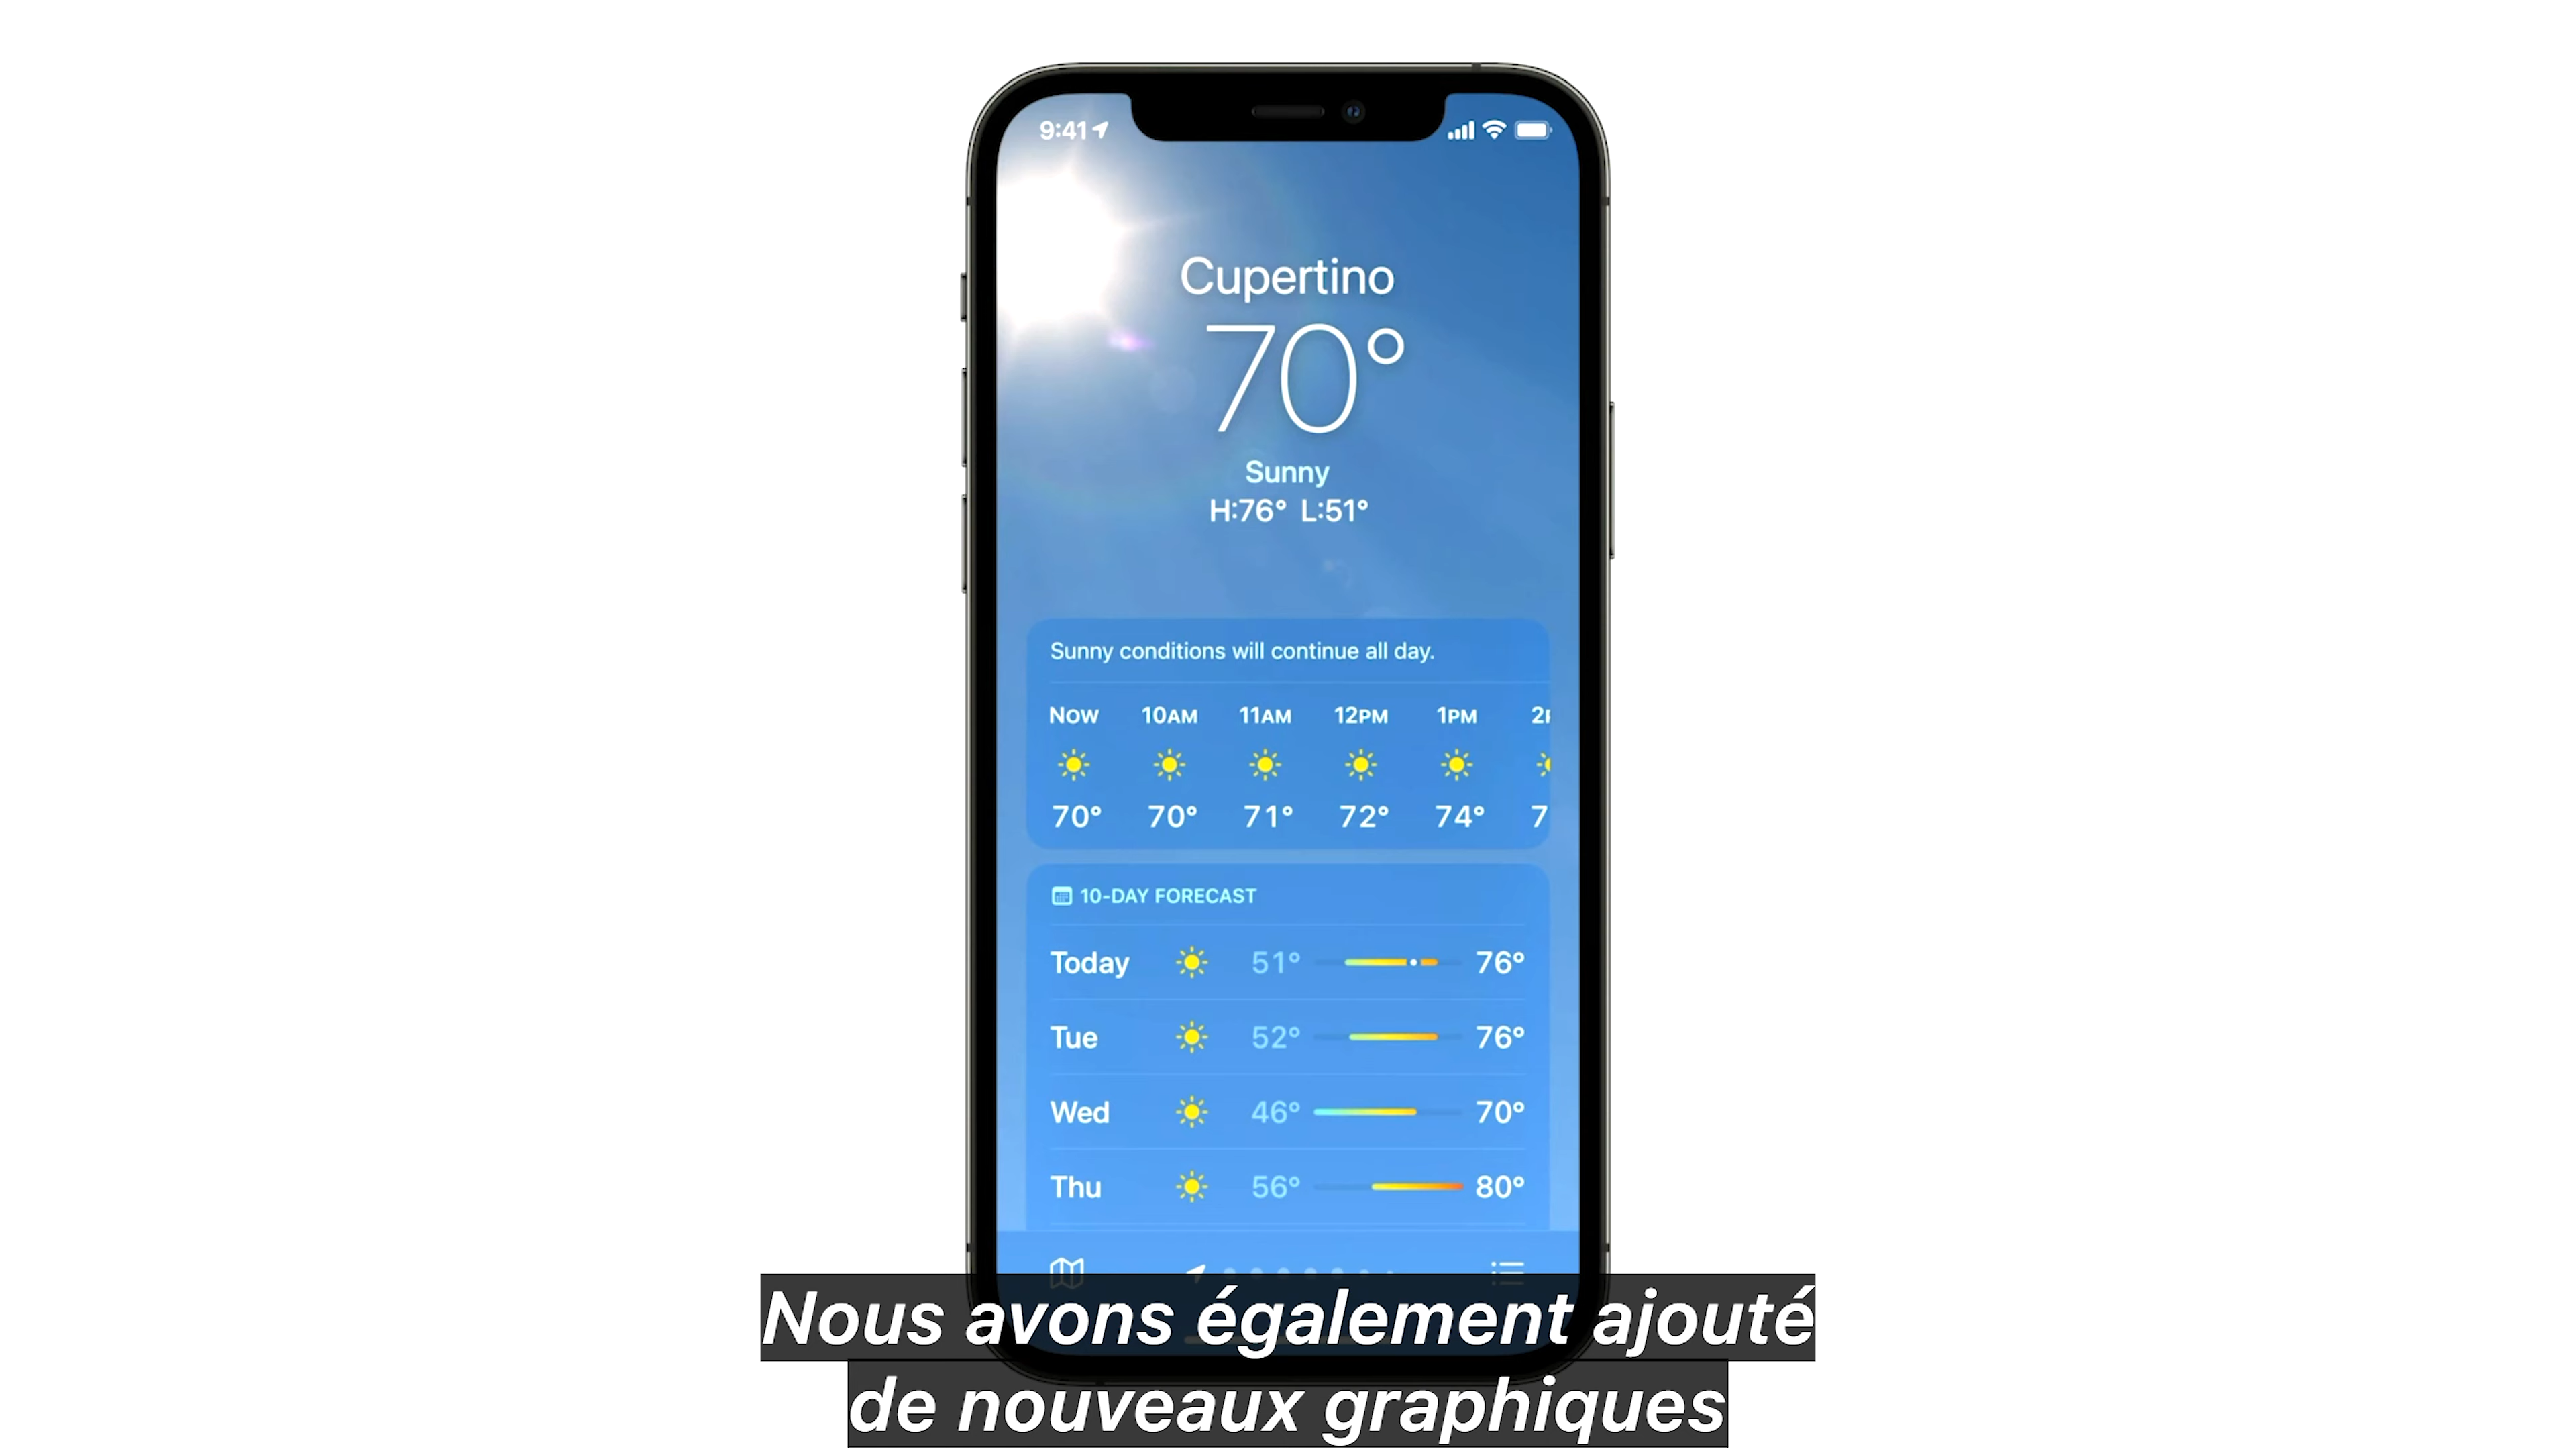 9:41
Cupertino
70°
Sunny
H:76° L:51°
Sunny conditions will continue all day.
Now 10AM 11AM 12PM 1PM
70° 70° 71° 72° 74°
10-DAY FORECAST
Today 51° 76°
Tue 52° 76°
Wed 46° 70°
Thu 56° 80°
Nous avons également ajouté
de nouveaux graphiques